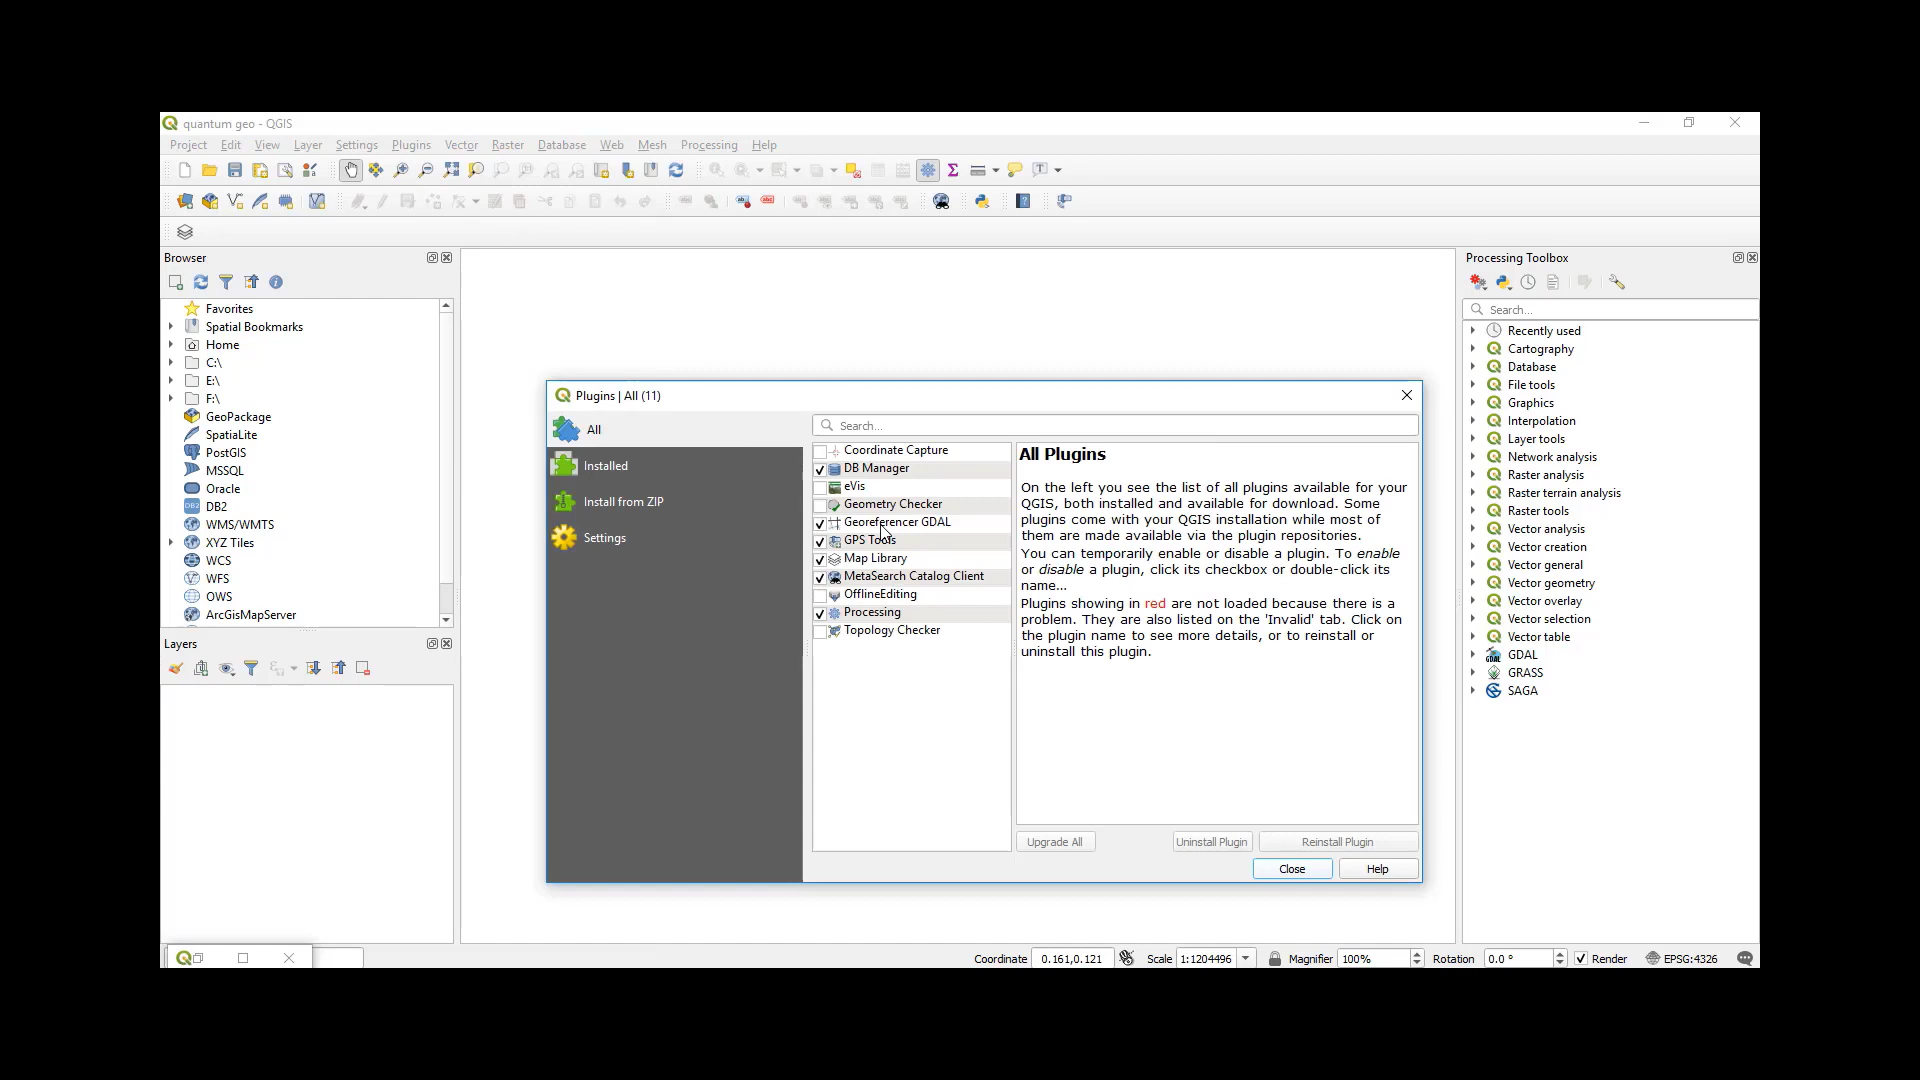 quantum geo - QGIS
Project Edit View Layer Settings Plugins Vector Raster Database Web Mesh Processing Help
Browser
Favorites
Spatial Bookmarks
Home
C:\
E:\
F:\
GeoPackage
SpatiaLite
PostGIS
MSSQL
Oracle
DB2
WMS/WMTS
XYZ Tiles
WCS
WFS
OWS
ArcGisMapServer
Layers
Plugins | All (11)
All
Installed
Install from ZIP
Settings
Search...
Coordinate Capture
DB Manager
eVis
Geometry Checker
Georeferencer GDAL
GPS Tools
Map Library
MetaSearch Catalog Client
OfflineEditing
Processing
Topology Checker
All Plugins
On the left you see the list of all plugins available for your
QGIS, both installed and available for download. Some
plugins come with your QGIS installation while most of
them are made available via the plugin repositories.
You can temporarily enable or disable a plugin. To enable
or disable a plugin, click its checkbox or double-click its
name...
Plugins showing in red are not loaded because there is a
problem. They are also listed on the 'Invalid' tab. Click on
the plugin name to see more details, or to reinstall or
uninstall this plugin.
Upgrade All Uninstall Plugin Reinstall Plugin
Close Help
Processing Toolbox
Search...
Recently used
Cartography
Database
File tools
Graphics
Interpolation
Layer tools
Network analysis
Raster analysis
Raster terrain analysis
Raster tools
Vector analysis
Vector creation
Vector general
Vector geometry
Vector overlay
Vector selection
Vector table
GDAL
GRASS
SAGA
Coordinate 0.161,0.121 Scale 1:1204496 Magnifier 100% Rotation 0.0 ° Render EPSG:4326